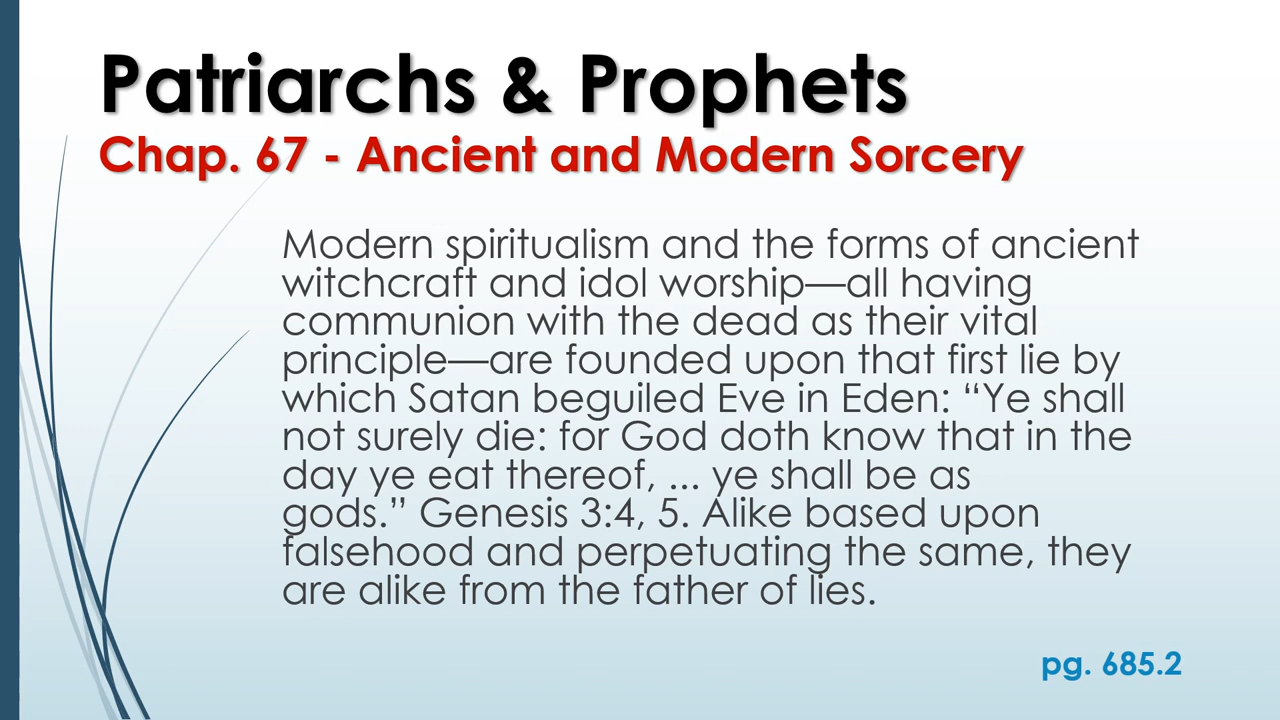 Patriarchs & Prophets
Chap. 67 - Ancient and Modern Sorcery
Modern spiritualism and the forms of ancient
witchcraft and idol worship—all having
communion with the dead as their vital
principle—are founded upon that first lie by
which Satan beguiled Eve in Eden: “Ye shall
not surely die: for God doth know that in the
day ye eat thereof, ... ye shall be as
gods.” Genesis 3:4, 5. Alike based upon
falsehood and perpetuating the same, they
are alike from the father of lies.
pg. 685.2